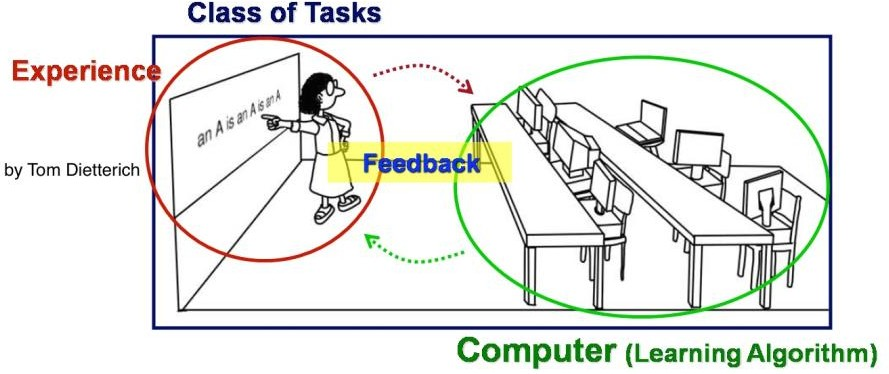 Class of Tasks
Experience
an A is an A is an A
by Tom Dietterich
Feedback
Computer (Learning Algorithm)